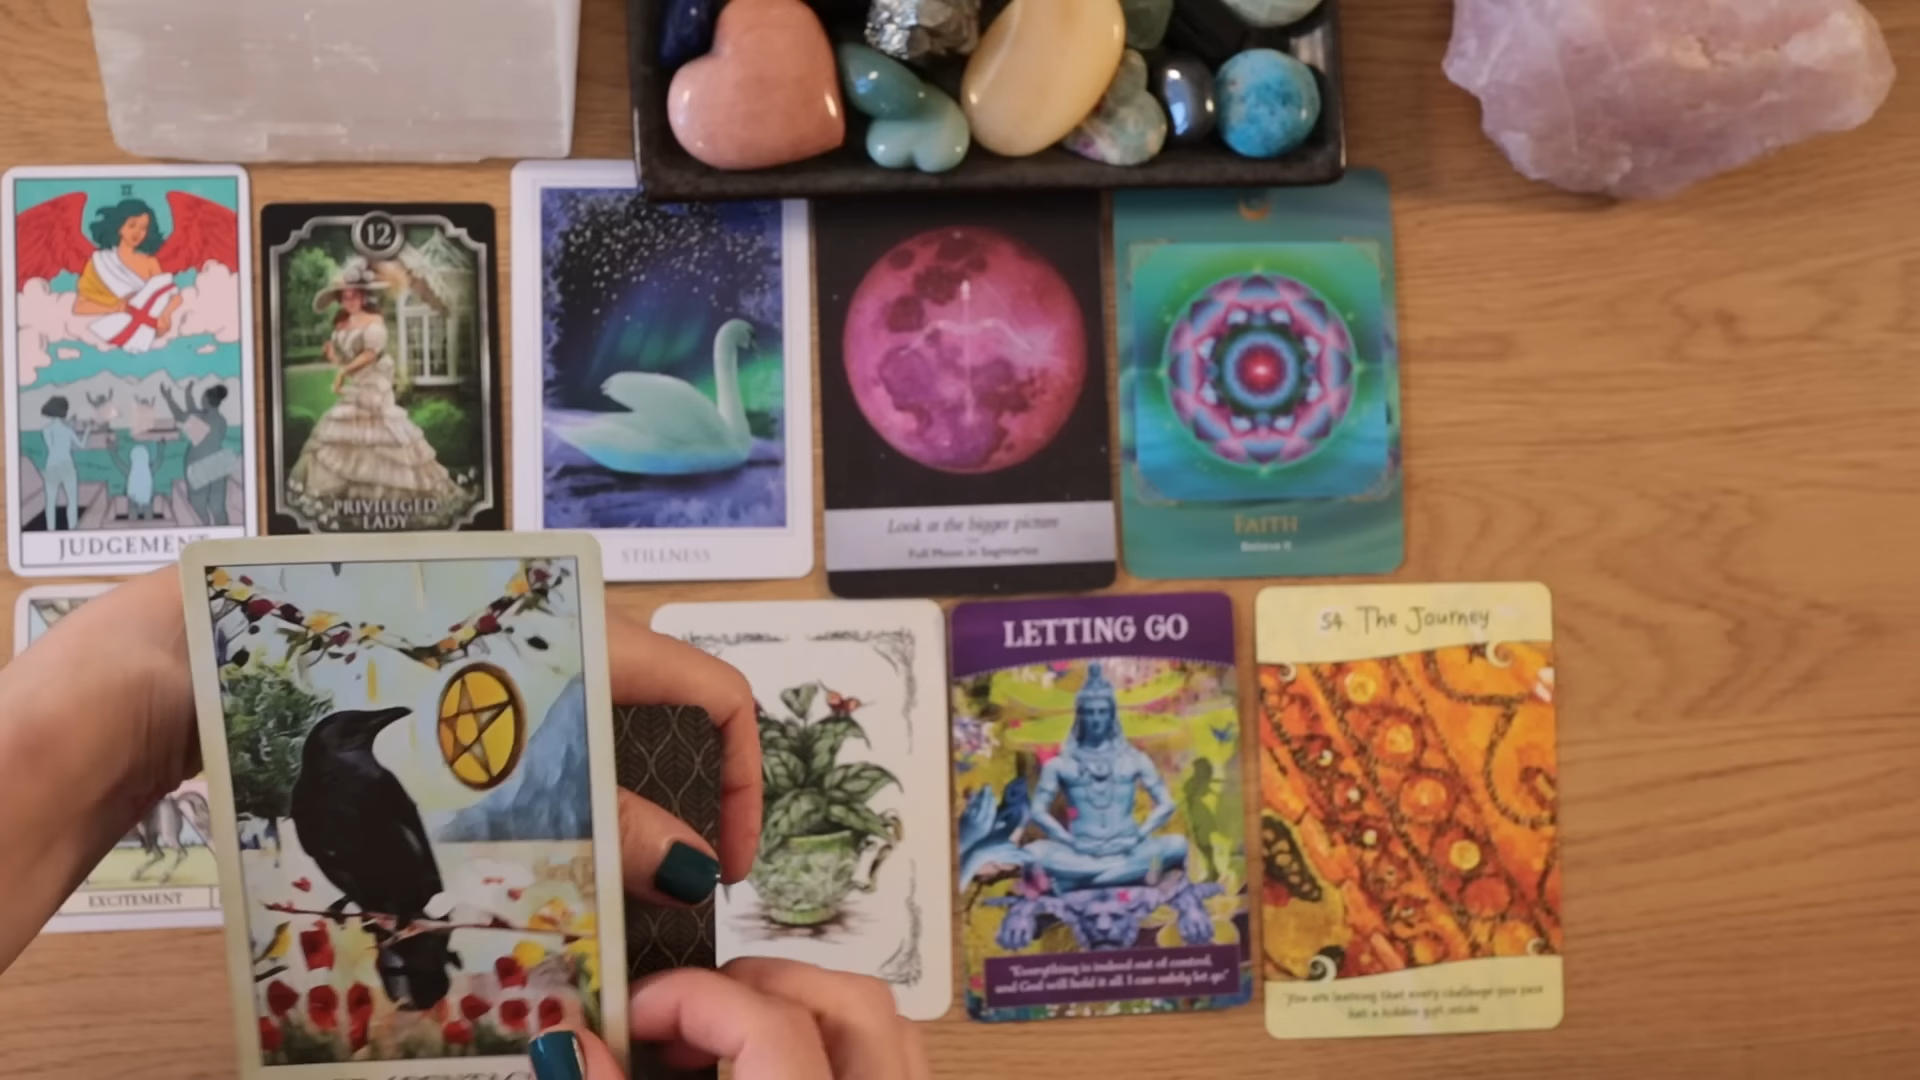 II
12
JUDGEMENT
PRIVILEGED
LADY
STILLNESS
Look at the bigger picture
Full Moon in Sagittarius
FAITH
Believe it
LETTING GO
54. The Journey
EXCITEMENT
"Everything is indeed out of control,
and God will hold it all. I can safely let go."
"You are learning that every challenge you face
has a hidden gift inside